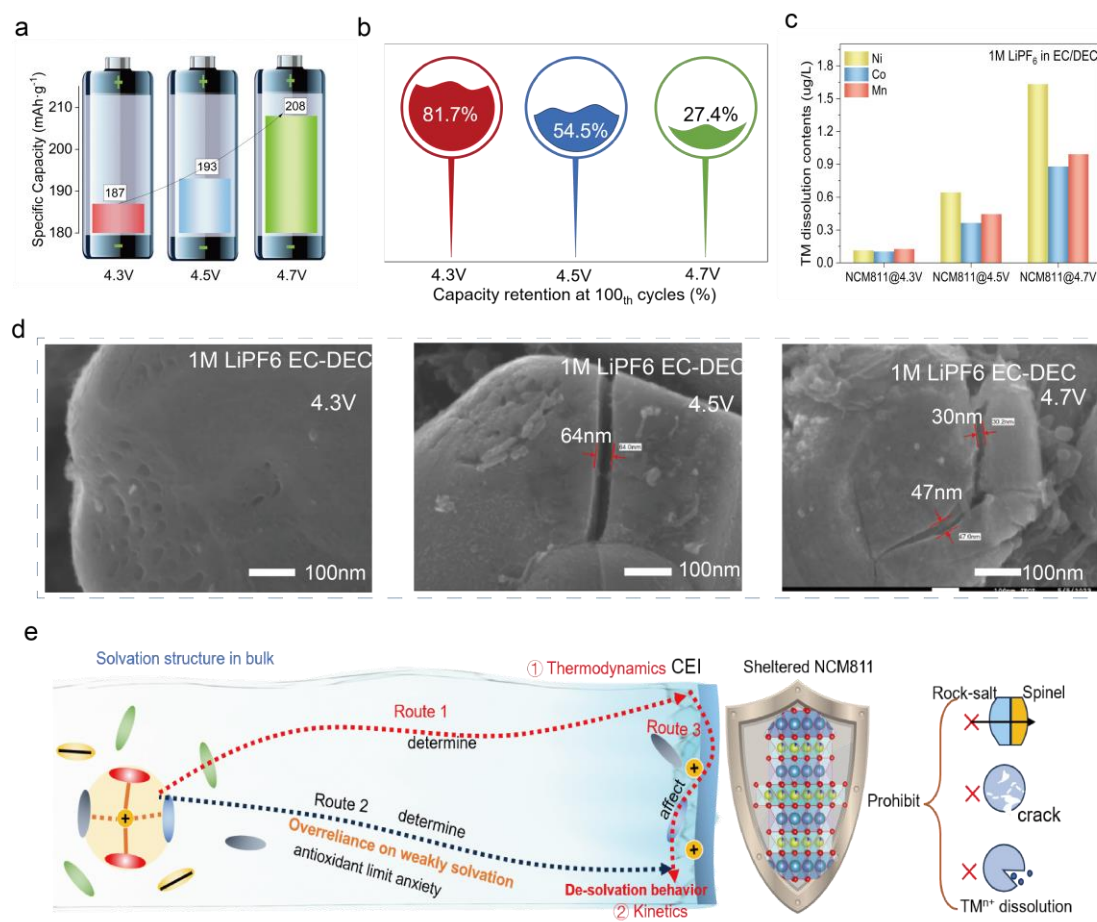 a
Specific Capacity (mAh·g⁻¹)
210
200
190
180
187
193
208
4.3V
4.5V
4.7V
b
81.7%
54.5%
27.4%
4.3V
4.5V
4.7V
Capacity retention at 100th cycles (%)
c
TM dissolution contents (ug/L)
1.8
1.5
1.2
0.9
0.6
0.3
0.0
Ni
Co
Mn
1M LiPF₆ in EC/DEC
NCM811@4.3V
NCM811@4.5V
NCM811@4.7V
d
1M LiPF6 EC-DEC
4.3V
100nm
1M LiPF6 EC-DEC
4.5V
64nm
100nm
1M LiPF6 EC-DEC
4.7V
30nm
30.2nm
47nm
100nm
e
Solvation structure in bulk
① Thermodynamics
CEI
Sheltered NCM811
Route 1
determine
Route 3
affect
Route 2
determine
Overreliance on weakly solvation
antioxidant limit anxiety
De-solvation behavior
② Kinetics
Prohibit
Rock-salt
Spinel
crack
TMⁿ⁺ dissolution